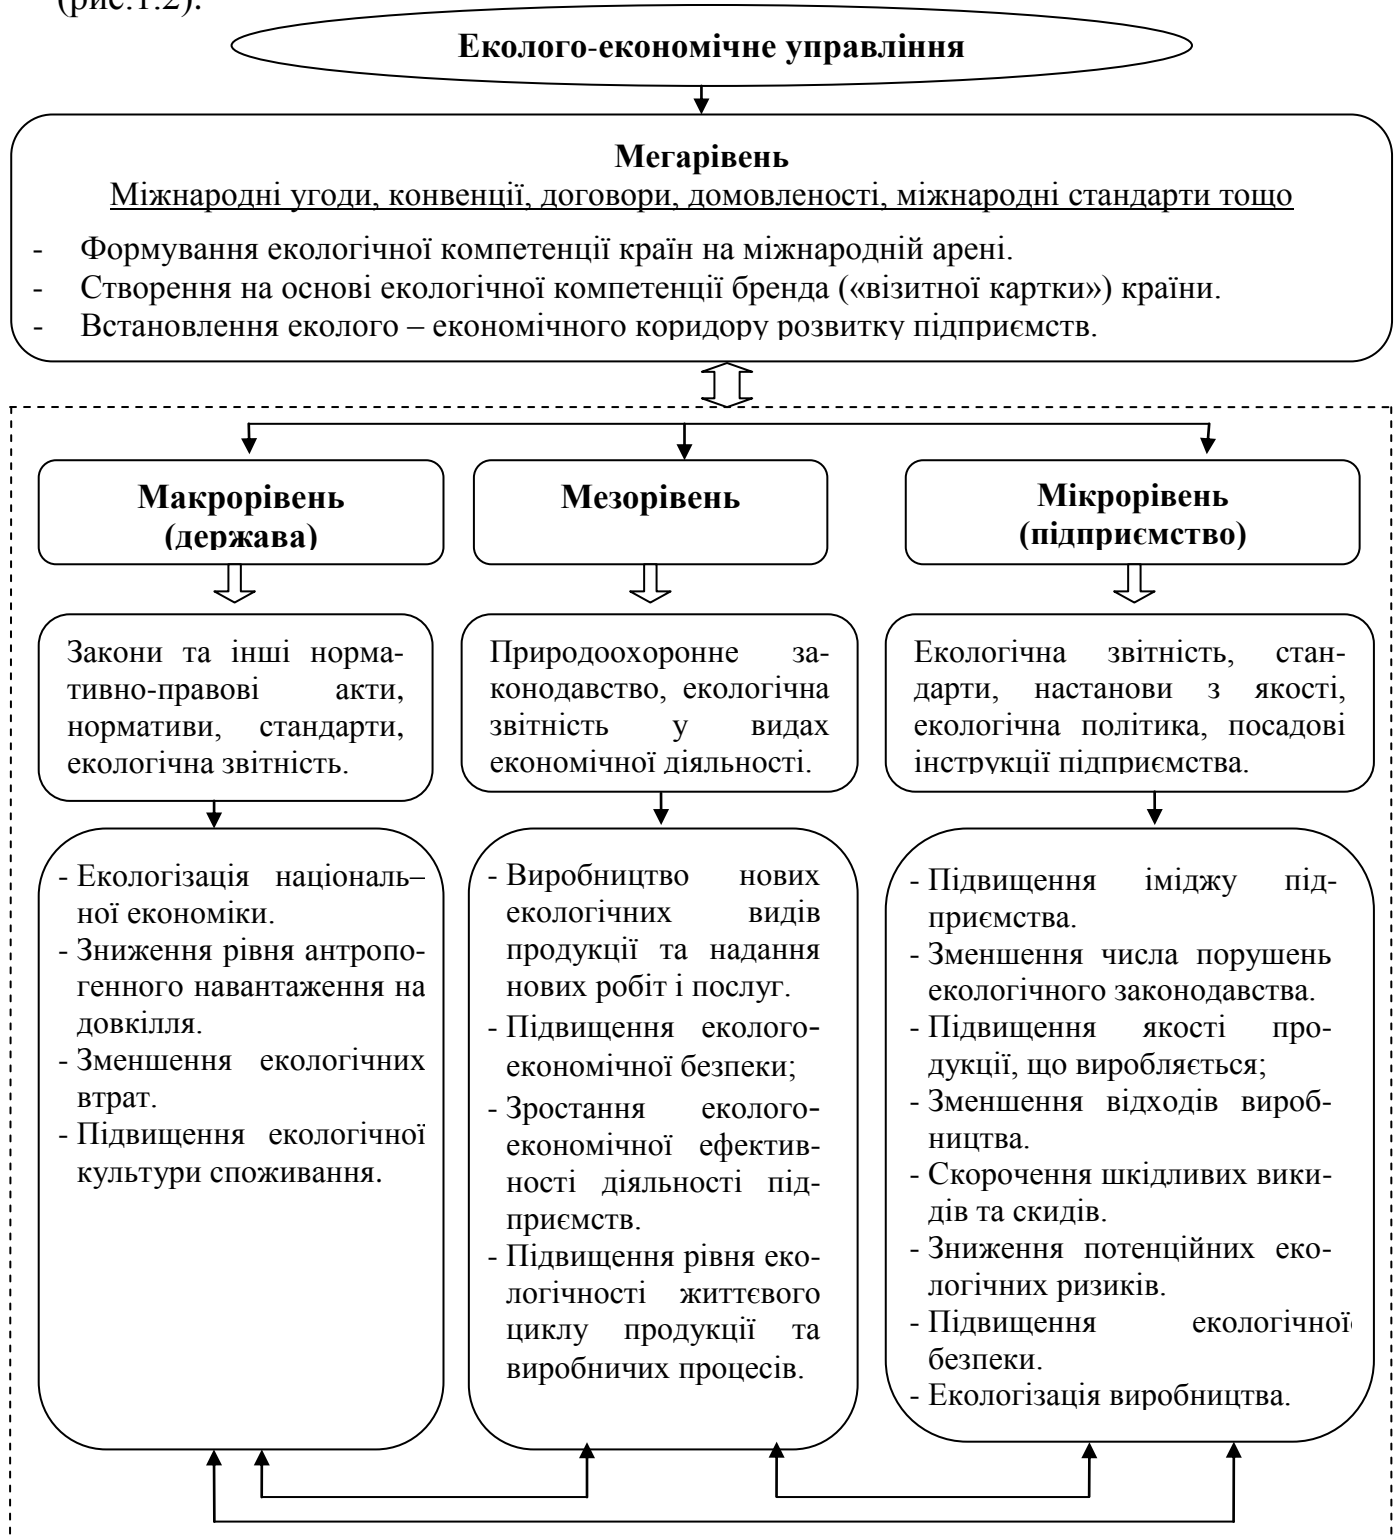 (рис.1.2).
Еколого-економічне управління
Мегарівень
Міжнародні угоди, конвенції, договори, домовленості, міжнародні стандарти тощо
- Формування екологічної компетенції країн на міжнародній арені.
- Створення на основі екологічної компетенції бренда («візитної картки») країни.
- Встановлення еколого – економічного коридору розвитку підприємств.
Макрорівень
(держава)
Мезорівень
Мікрорівень
(підприємство)
Закони та інші норма-
тивно-правові акти,
нормативи, стандарти,
екологічна звітність.
Природоохоронне за-
конодавство, екологічна
звітність у видах
економічної діяльності.
Екологічна звітність, стан-
дарти, настанови з якості,
екологічна політика, посадові
інструкції підприємства.
- Екологізація національ–
ної економіки.
- Зниження рівня антропо-
генного навантаження на
довкілля.
- Зменшення екологічних
втрат.
- Підвищення екологічної
культури споживання.
- Виробництво нових
екологічних видів
продукції та надання
нових робіт і послуг.
- Підвищення еколого-
економічної безпеки;
- Зростання еколого-
економічної ефектив-
ності діяльності під-
приємств.
- Підвищення рівня еко-
логічності життєвого
циклу продукції та
виробничих процесів.
- Підвищення іміджу під-
приємства.
- Зменшення числа порушень
екологічного законодавства.
- Підвищення якості про-
дукції, що виробляється;
- Зменшення відходів вироб-
ництва.
- Скорочення шкідливих вики-
дів та скидів.
- Зниження потенційних еко-
логічних ризиків.
- Підвищення екологічної
безпеки.
- Екологізація виробництва.